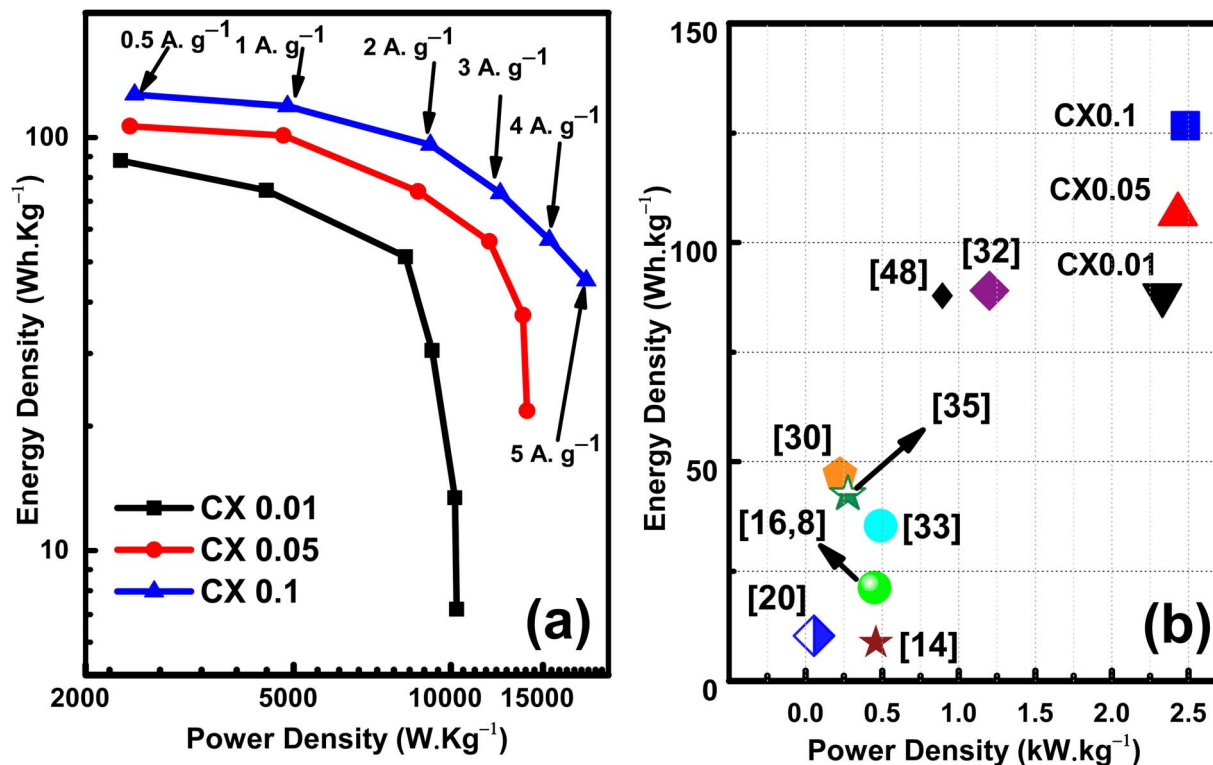 0.5 A. g⁻¹
1 A. g⁻¹
2 A. g⁻¹
3 A. g⁻¹
4 A. g⁻¹
5 A. g⁻¹
100
10
Energy Density (Wh.Kg⁻¹)
CX 0.01
CX 0.05
CX 0.1
(a)
2000
5000
10000
15000
Power Density (W.Kg⁻¹)
150
100
50
0
Energy Density (Wh.kg⁻¹)
CX0.1
CX0.05
CX0.01
[32]
[48]
[35]
[30]
[16,8]
[33]
[20]
[14]
(b)
0.0
0.5
1.0
1.5
2.0
2.5
Power Density (kW.kg⁻¹)